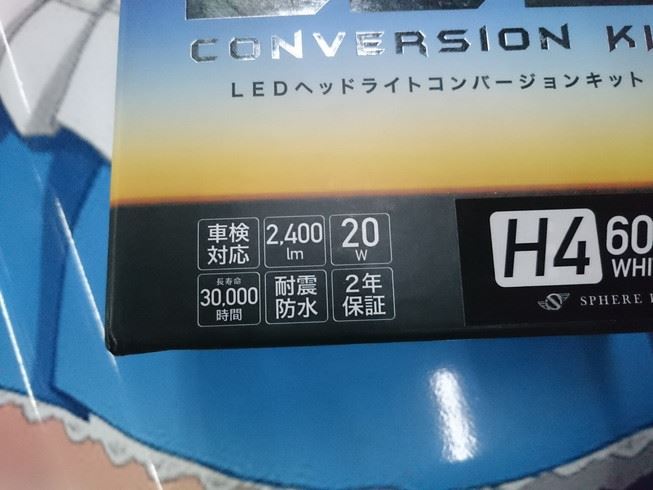 CONVERSION
LEDヘッドライトコンバージョンキット
車検
対応
2,400
lm
20
W
長寿命
30,000
時間
耐震
防水
2年
保証
H4
SPHERE